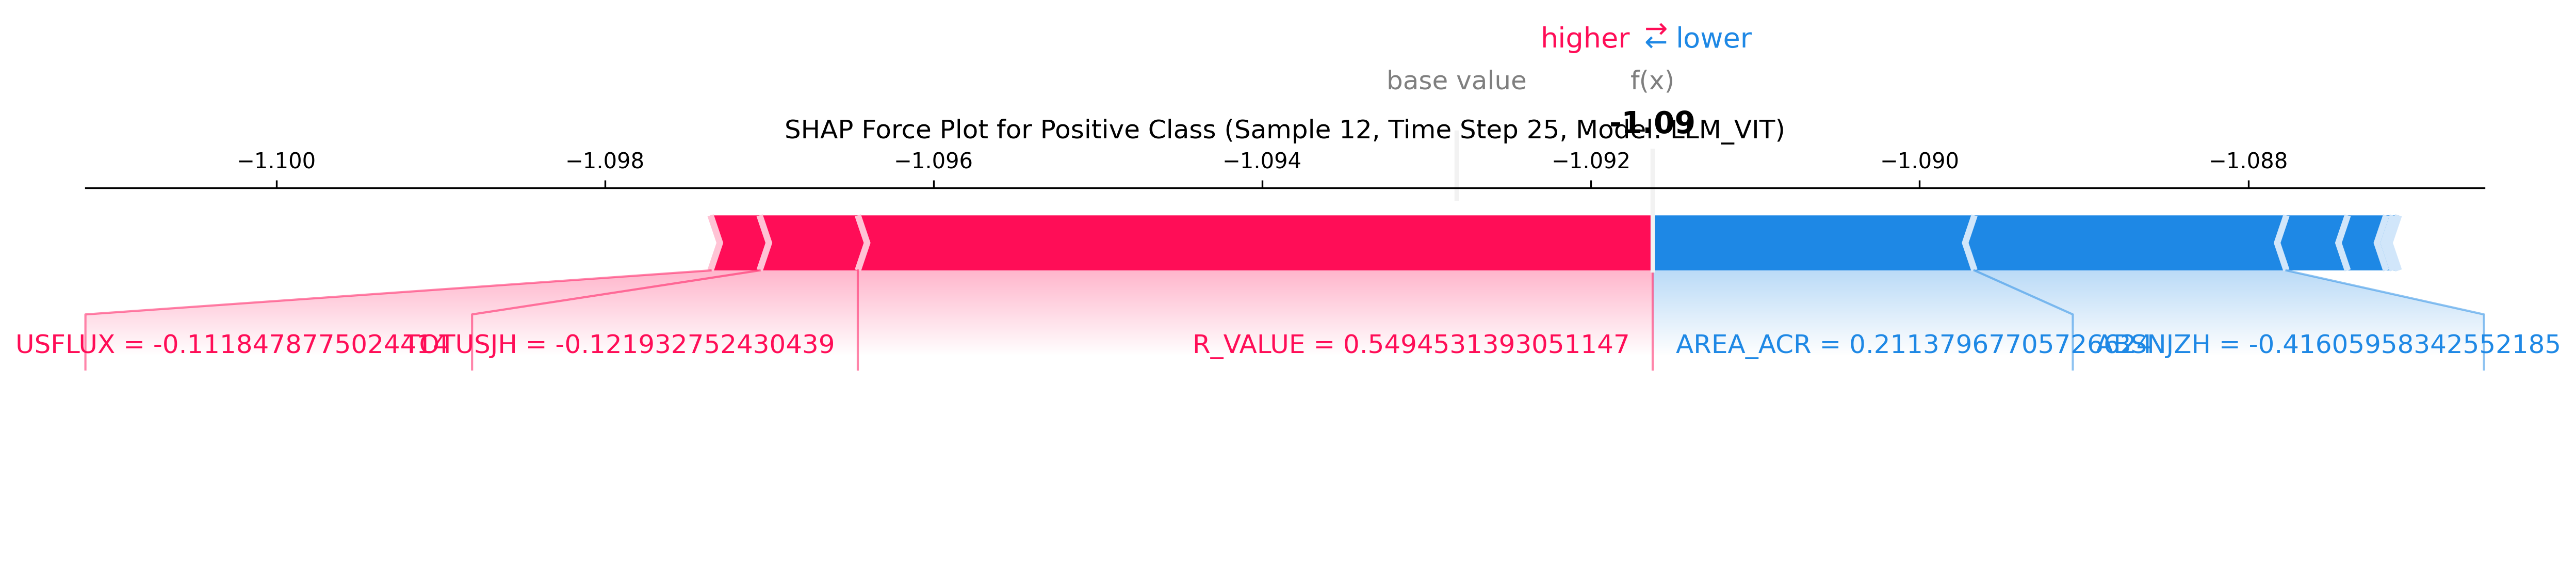 higher ⇄ lower
base value f(x)
-1.09
SHAP Force Plot for Positive Class (Sample 12, Time Step 25, Model: LLM_VIT)
−1.100 −1.098 −1.096 −1.094 −1.092 −1.090 −1.088
USFLUX = -0.11184787750244 TOTUSJH = -0.121932752430439 R_VALUE = 0.5494531393051147 AREA_ACR = 0.211379677057266 ABSNJZH = -0.41605958342552185